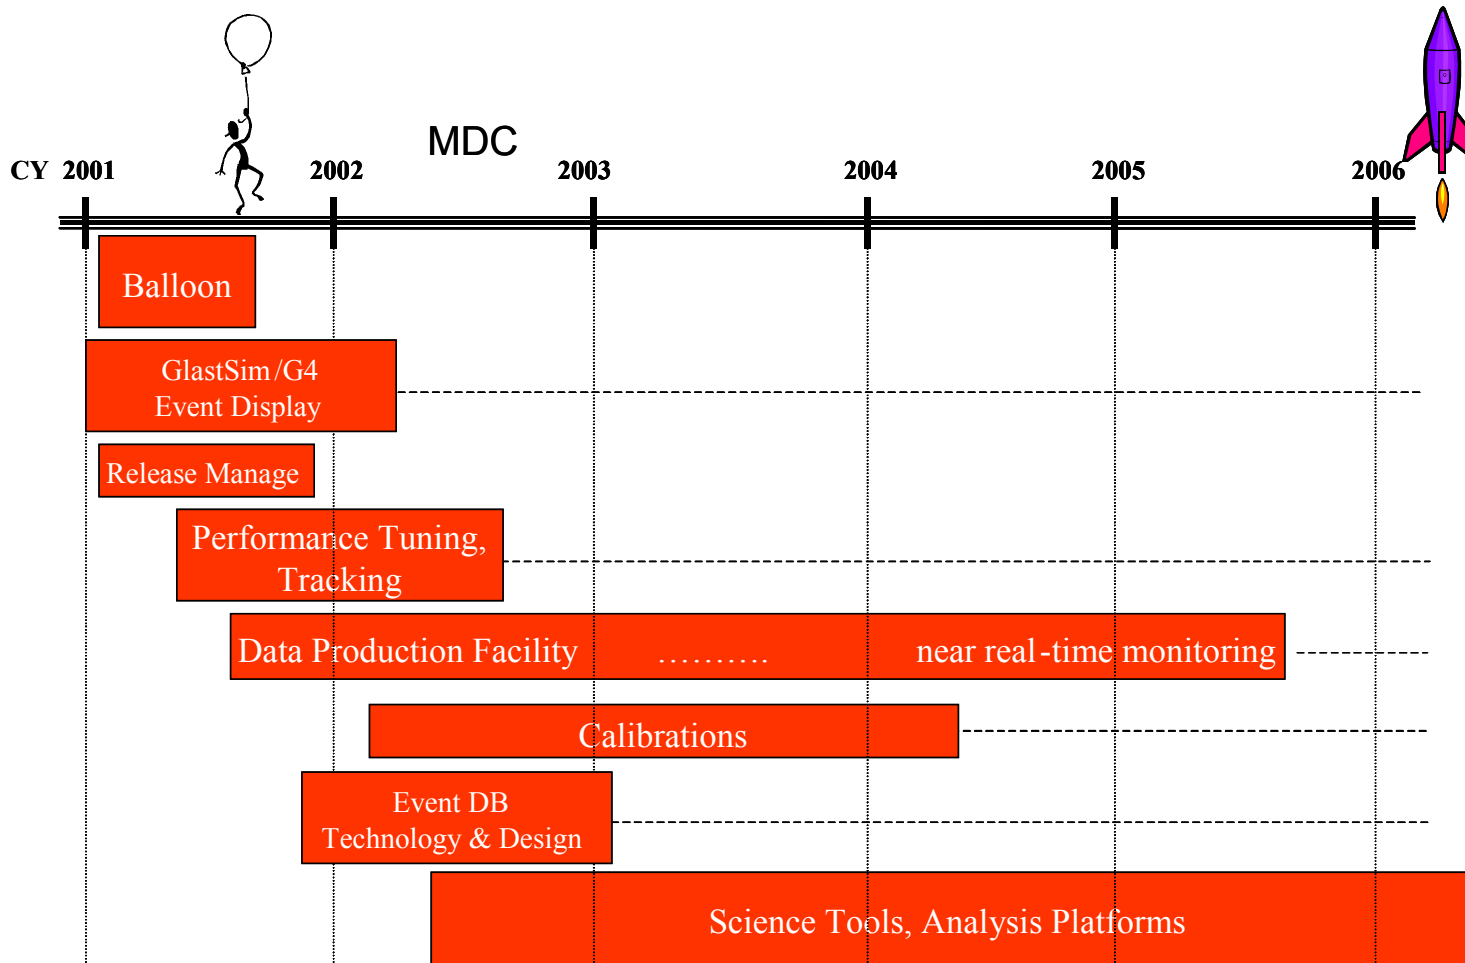 MDC
CY 2001 2002 2003 2004 2005 2006
Balloon
GlastSim/G4
Event Display
Release Manage
Performance Tuning,
Tracking
Data Production Facility ………. near real-time monitoring
Calibrations
Event DB
Technology & Design
Science Tools, Analysis Platforms